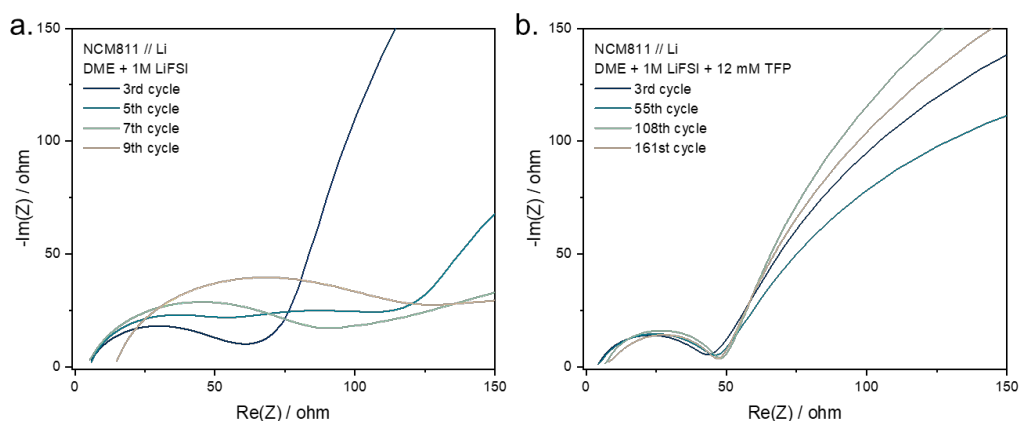 a.
NCM811 // Li
DME + 1M LiFSI
3rd cycle
5th cycle
7th cycle
9th cycle
150
100
50
0
-Im(Z) / ohm
0
50
100
150
Re(Z) / ohm
b.
NCM811 // Li
DME + 1M LiFSI + 12 mM TFP
3rd cycle
55th cycle
108th cycle
161st cycle
150
100
50
0
-Im(Z) / ohm
0
50
100
150
Re(Z) / ohm